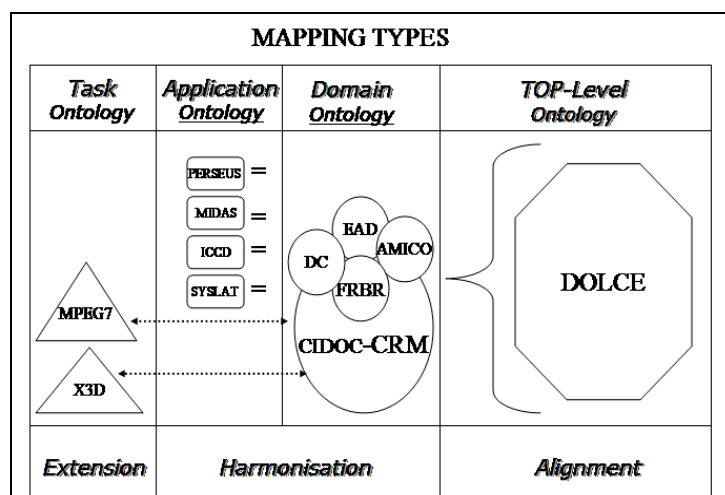 MAPPING TYPES
Task
Ontology
Application
Ontology
Domain
Ontology
TOP-Level
Ontology
PERSEUS =
MIDAS =
ICCD =
SYSLAT =
EAD
DC
AMICO
FRBR
CIDOC-CRM
DOLCE
MPEG7
X3D
Extension
Harmonisation
Alignment